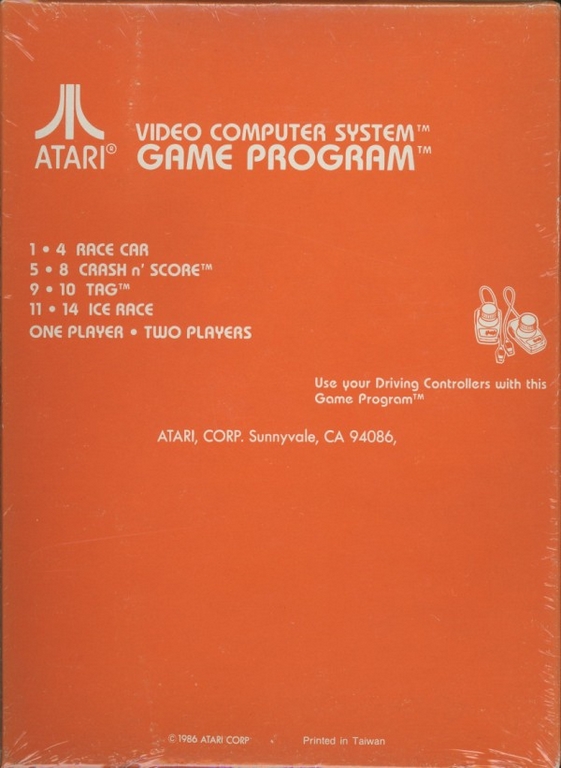 VIDEO COMPUTER SYSTEM™
ATARI® GAME PROGRAM™
1 • 4 RACE CAR
5 • 8 CRASH n' SCORE™
9 • 10 TAG™
11 • 14 ICE RACE
ONE PLAYER • TWO PLAYERS
Use your Driving Controllers with this
Game Program™
ATARI, CORP. Sunnyvale, CA 94086,
© 1986 ATARI CORP Printed in Taiwan